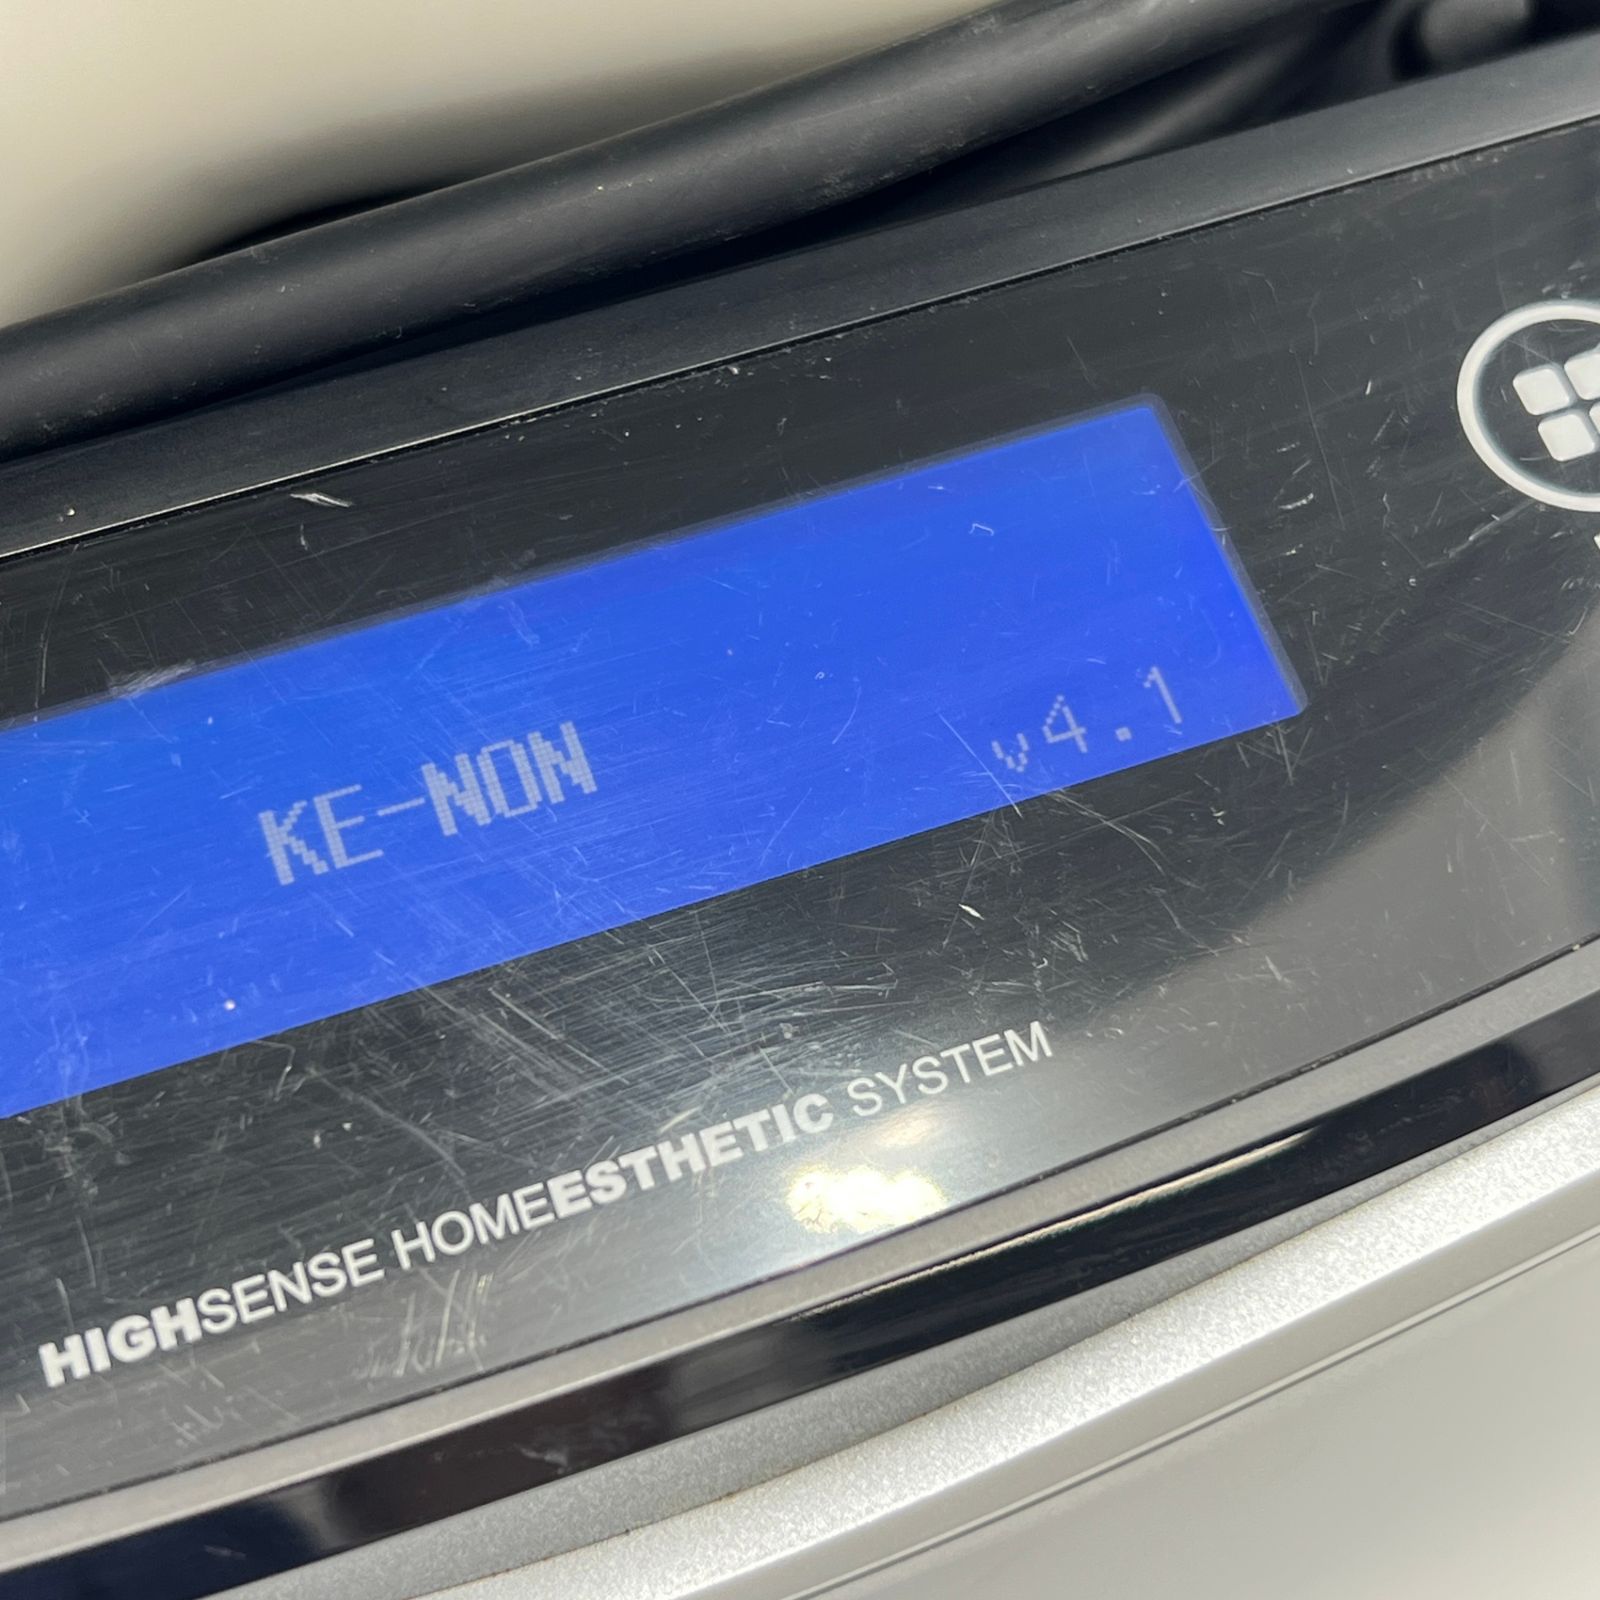 KE-NON v4.1
HIGHSENSE HOMEESTHETIC SYSTEM